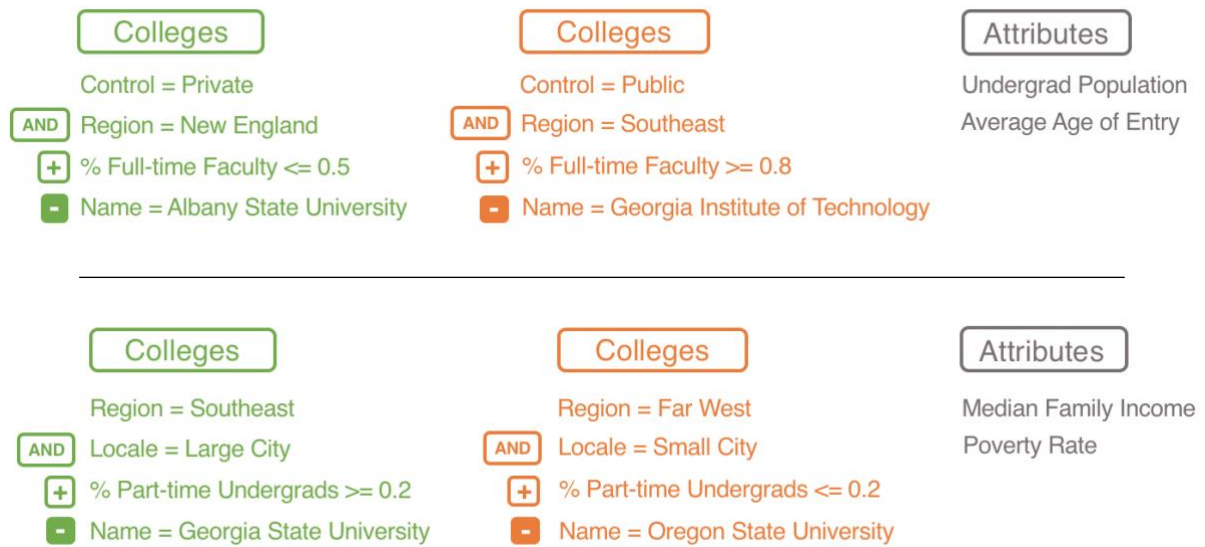 Colleges
Control = Private
AND Region = New England
+ % Full-time Faculty <= 0.5
- Name = Albany State University
Colleges
Control = Public
AND Region = Southeast
+ % Full-time Faculty >= 0.8
- Name = Georgia Institute of Technology
Attributes
Undergrad Population
Average Age of Entry
Colleges
Region = Southeast
AND Locale = Large City
+ % Part-time Undergrads >= 0.2
- Name = Georgia State University
Colleges
Region = Far West
AND Locale = Small City
+ % Part-time Undergrads <= 0.2
- Name = Oregon State University
Attributes
Median Family Income
Poverty Rate